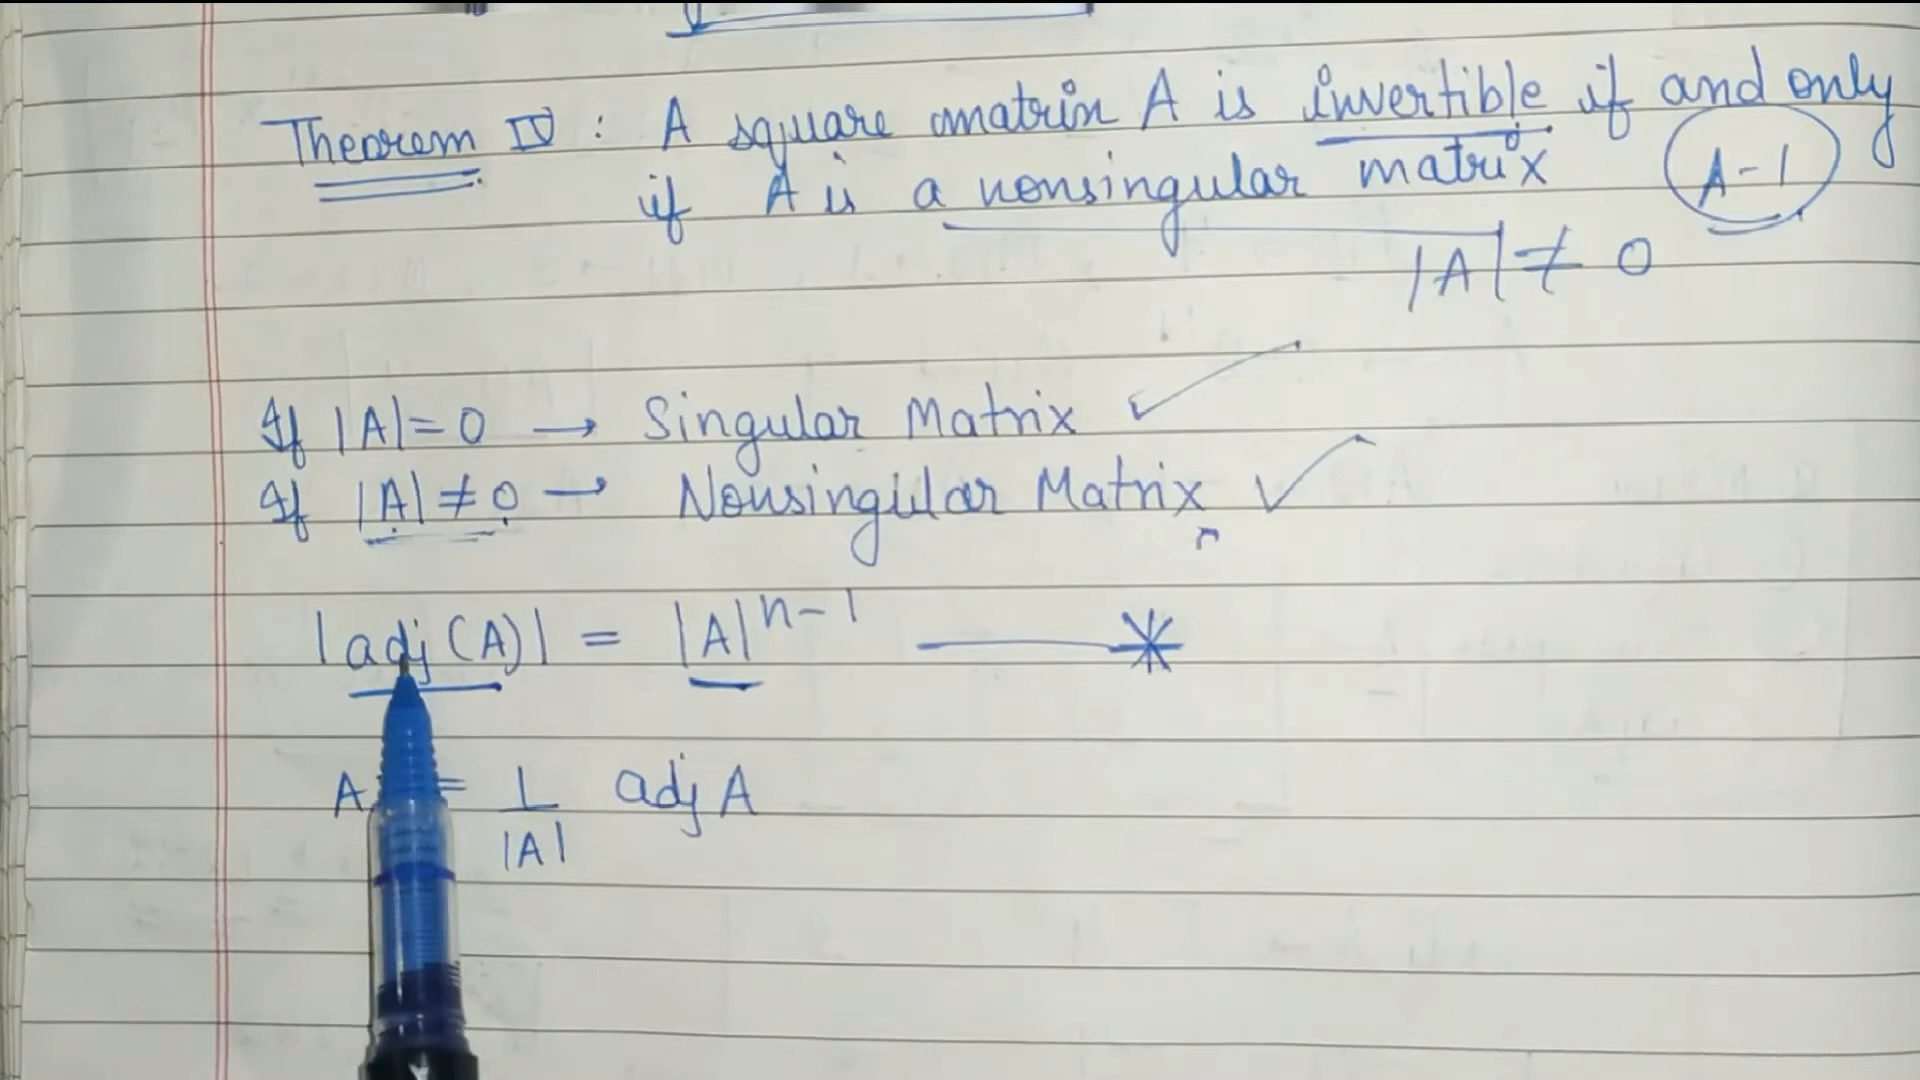 Theorem IV : A square matrix A is invertible if and only
if A is a nonsingular matrix A-1
|A| ≠ 0
If |A| = 0 → Singular Matrix ✓
If |A| ≠ 0 → Nonsingular Matrix ✓
|adj(A)| = |A|^n-1
A = 1/|A| adj A